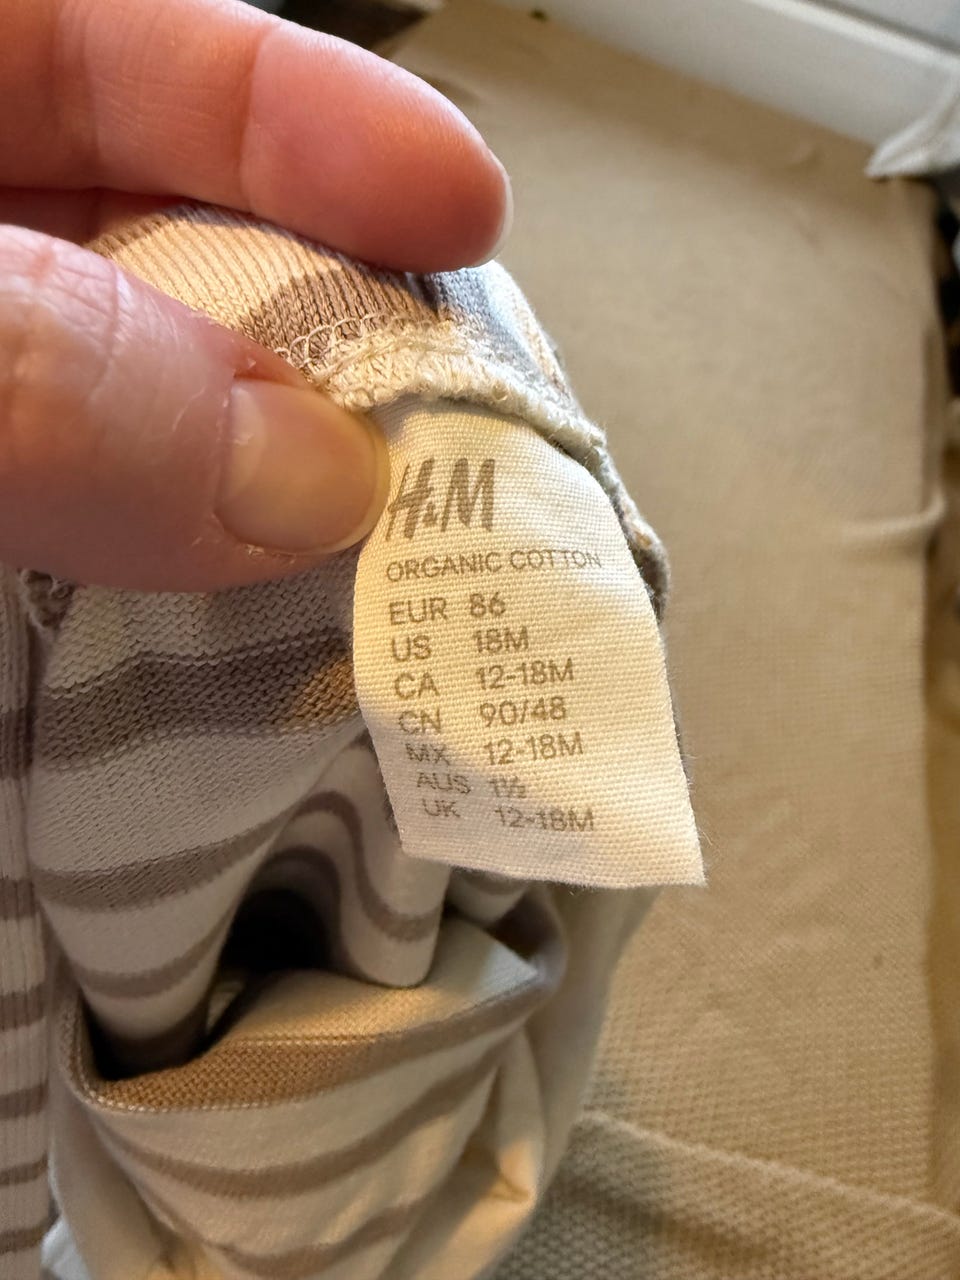 H&M
ORGANIC COTTON
EUR 86
US 18M
CA 12-18M
CN 90/48
MX 12-18M
AUS 1½
UK 12-18M